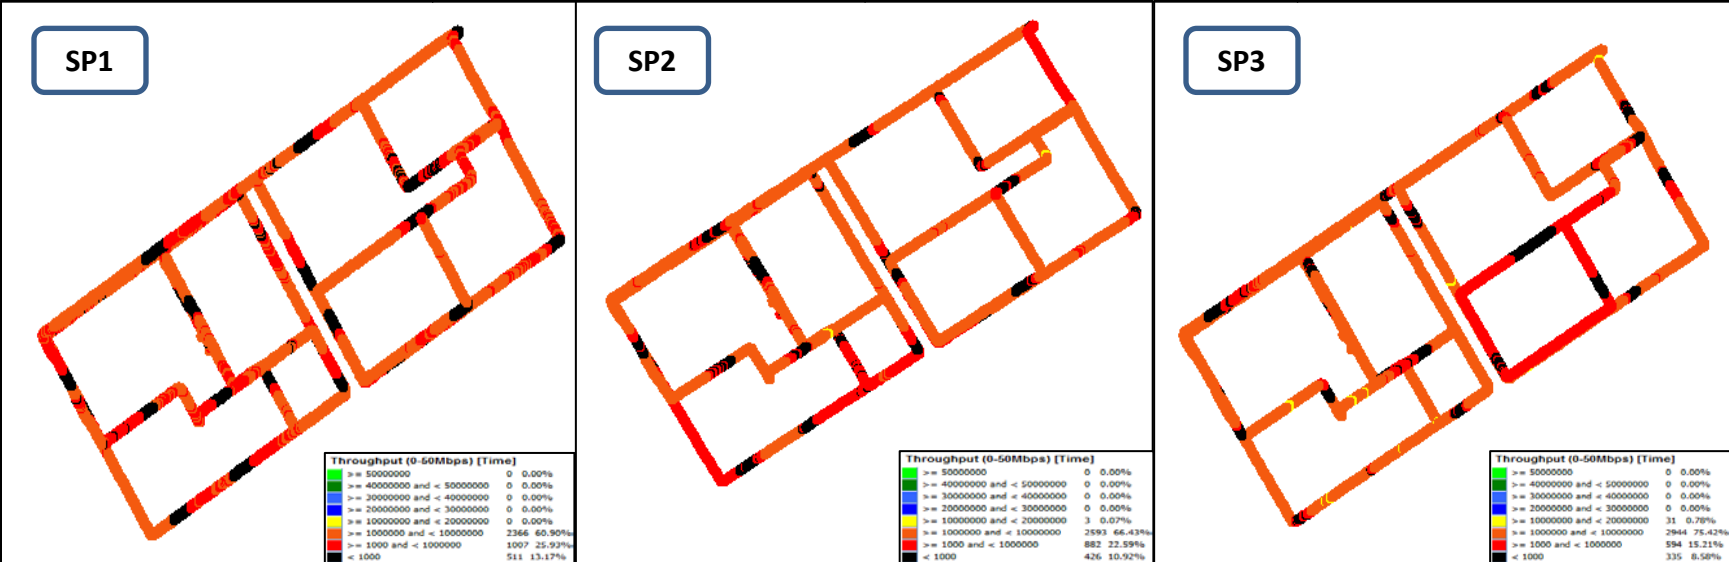 SP1
SP2
SP3
Throughput (0-50Mbps) [Time]
>= 50000000 0 0.00%
>= 40000000 and < 50000000 0 0.00%
>= 30000000 and < 40000000 0 0.00%
>= 20000000 and < 30000000 0 0.00%
>= 10000000 and < 20000000 0 0.00%
>= 1000000 and < 10000000 2366 60.90%
>= 1000 and < 1000000 1007 25.93%
< 1000 511 13.17%
Throughput (0-50Mbps) [Time]
>= 50000000 0 0.00%
>= 40000000 and < 50000000 0 0.00%
>= 30000000 and < 40000000 0 0.00%
>= 20000000 and < 30000000 0 0.00%
>= 10000000 and < 20000000 3 0.07%
>= 1000000 and < 10000000 2593 66.43%
>= 1000 and < 1000000 882 22.59%
< 1000 426 10.92%
Throughput (0-50Mbps) [Time]
>= 50000000 0 0.00%
>= 40000000 and < 50000000 0 0.00%
>= 30000000 and < 40000000 0 0.00%
>= 20000000 and < 30000000 0 0.00%
>= 10000000 and < 20000000 31 0.78%
>= 1000000 and < 10000000 2944 75.42%
>= 1000 and < 1000000 594 15.21%
< 1000 335 8.58%